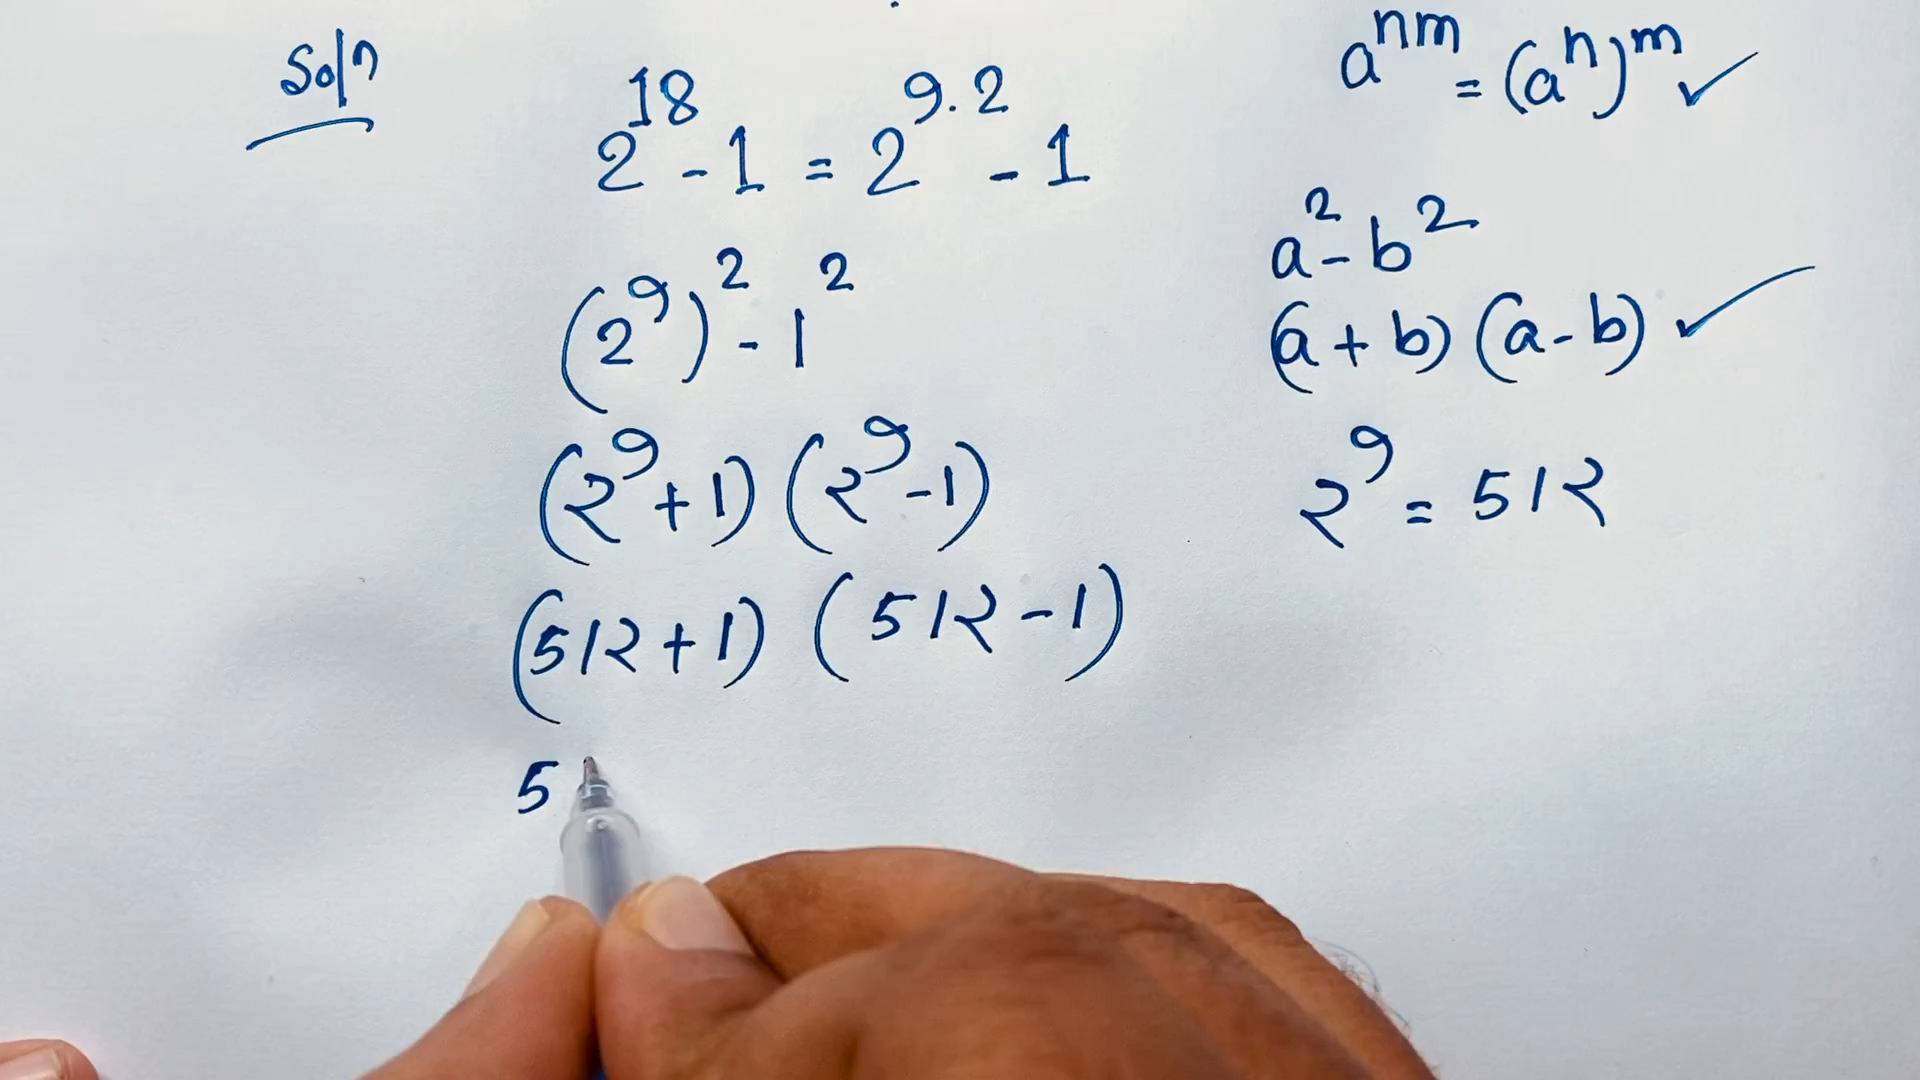 Soln
2^18 - 1 = 2^9.2 - 1
(2^9)^2 - 1^2
(2^9 + 1) (2^9 - 1)
(512 + 1) (512 - 1)
5
a^nm = (a^n)^m ✓
a^2 - b^2
(a + b) (a - b) ✓
2^9 = 512